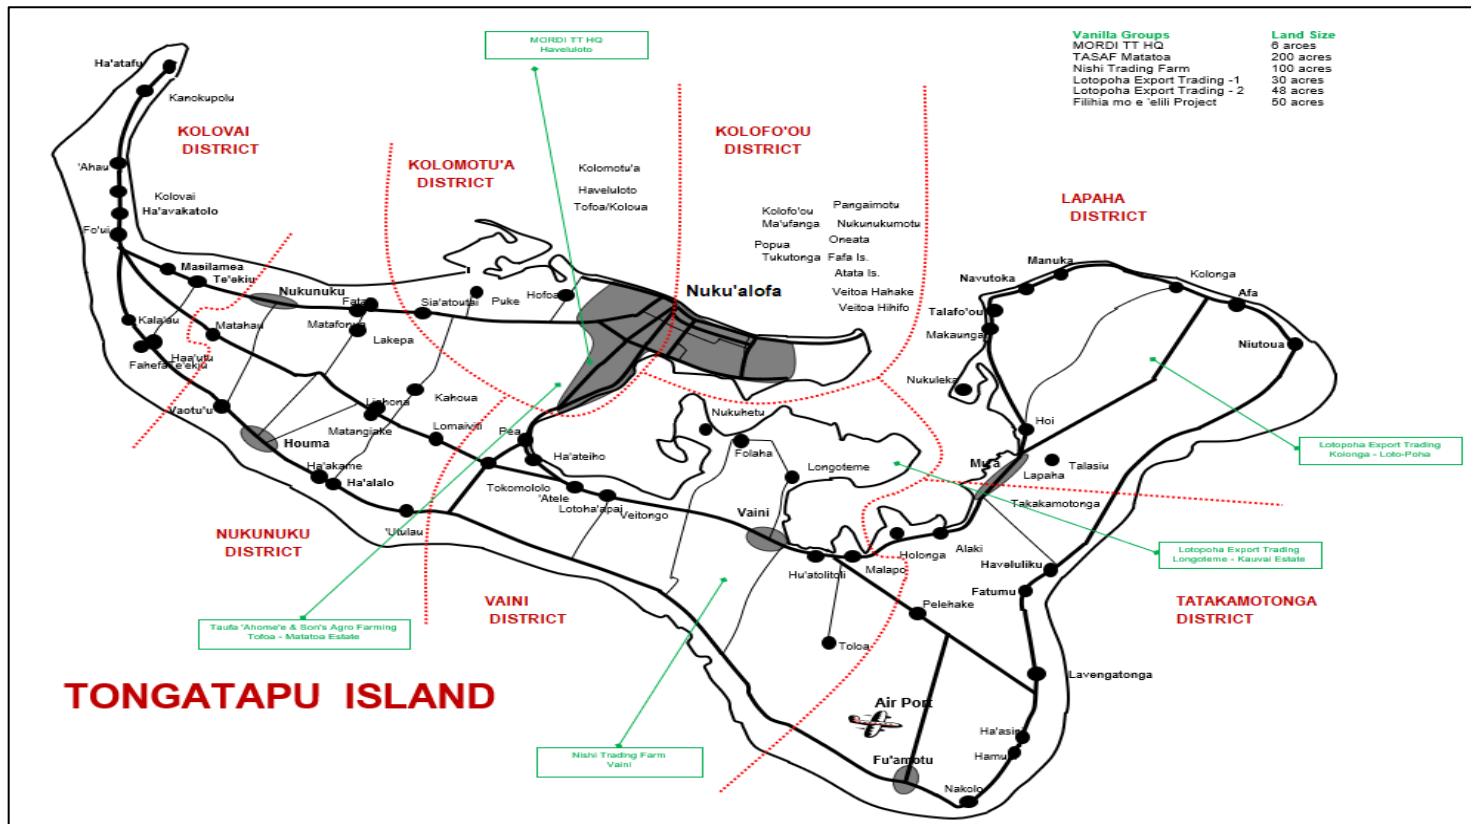 MORDI TT HQ
Haveluloto
Vanilla Groups Land Size
MORDI TT HQ 6 arces
TASAF Matatoa 200 acres
Nishi Trading Farm 100 acres
Lotopoha Export Trading -1 30 acres
Lotopoha Export Trading - 2 48 acres
Filihia mo e 'elili Project 50 acres
Ha'atafu
Kanokupolu
KOLOVAI
DISTRICT
KOLOMOTU'A
DISTRICT
KOLOFO'OU
DISTRICT
LAPAHA
DISTRICT
'Ahau
Kolovai
Ha'avakatolo
Fo'ui
Kolomotu'a
Haveluloto
Tofoa/Koloua
Kolofo'ou
Ma'ufanga
Popua
Tukutonga
Pangaimotu
Nukunukumotu
Oneata
Fafa Is.
Atata Is.
Veitoa Hahake
Veitoa Hihifo
Masilamea
Te'ekiu
Nukunuku
Fata
Matafonua
Lakepa
Sia'atoutai
Puke
Hofoa
Nuku'alofa
Navutoka
Manuka
Kolonga
Afa
Talafo'ou
Makaunga
Niutoua
Kala'au
Matahau
Haa'utu
Fahefa
Te'ekiu
Nukuleka
Vaotu'u
Houma
Kahoua
Matangiake
Lomaiviti
Pea
Nukuhetu
Folaha
Hoi
Ha'akame
Ha'alalo
Ha'ateiho
Longoteme
Mu'a
Lapaha
Talasiu
Lotopoha Export Trading
Kolonga - Loto-Poha
Tokomololo
'Atele
Lotoha'apai
Veitongo
Vaini
Takakamotonga
'Utulau
NUKUNUKU
DISTRICT
Hu'atolitoli
Malapo
Holonga
Alaki
Haveluliku
Fatumu
Lotopoha Export Trading
Longoteme - Kauvai Estate
VAINI
DISTRICT
TATAKAMOTONGA
DISTRICT
Pelehake
Toloa
Taufa 'Ahome'e & Son's Agro Farming
Tofoa - Matatoa Estate
Lavengatonga
TONGATAPU ISLAND
Air Port
Ha'asini
Hamula
Nishi Trading Farm
Vaini
Fu'amotu
Nakolo